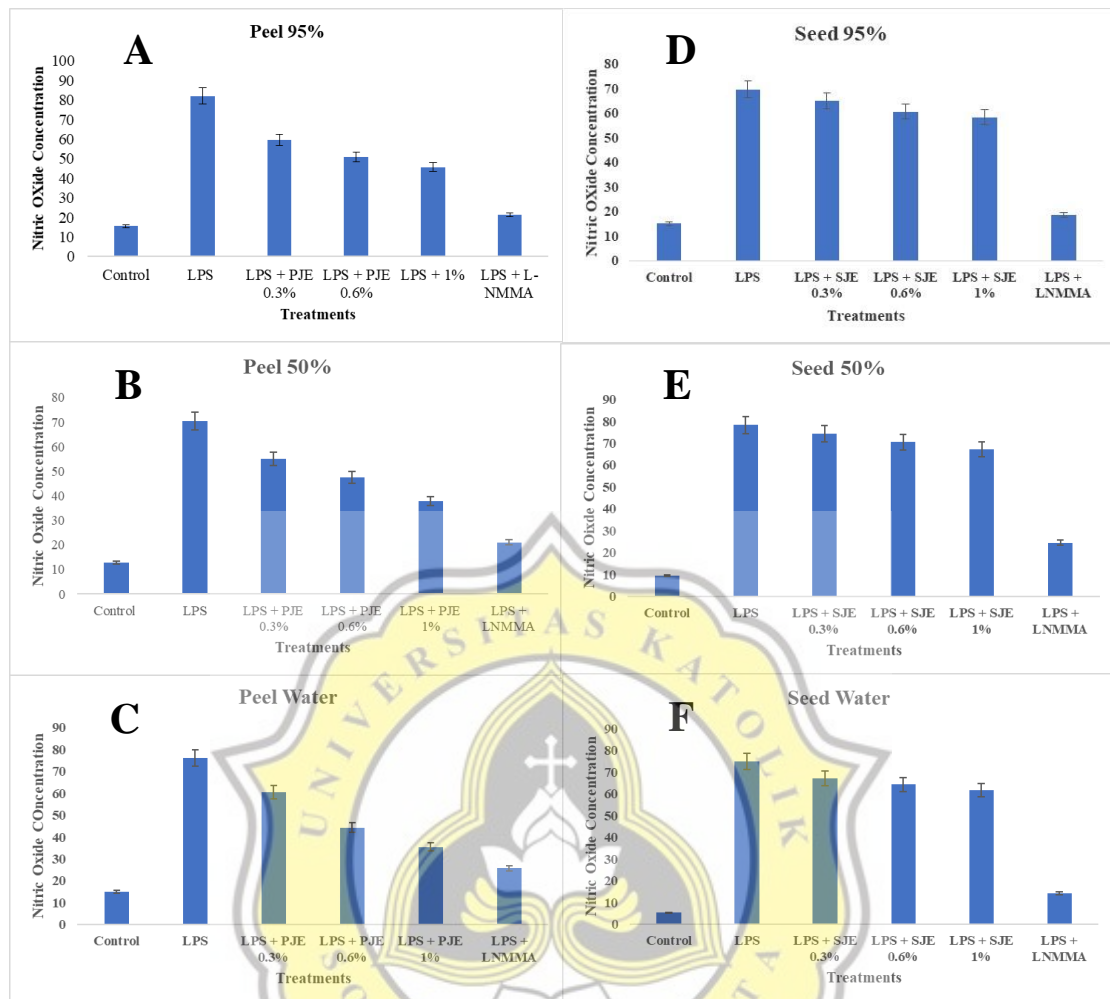 A
Peel 95%
Nitric OXide Concentration
100
90
80
70
60
50
40
30
20
10
0
Control
LPS
LPS + PJE
0.3%
LPS + PJE
0.6%
LPS + 1%
LPS + L-
NMMA
Treatments
D
Seed 95%
Nitric OXide Concentration
80
70
60
50
40
30
20
10
0
Control
LPS
LPS + SJE
0.3%
LPS + SJE
0.6%
LPS + SJE
1%
LPS +
LNMMA
Treatments
B
Peel 50%
Nitric Oxide Concentration
80
70
60
50
40
30
20
10
0
Control
LPS
LPS + PJE
0.3%
LPS + PJE
0.6%
LPS + PJE
1%
LPS +
LNMMA
Treatments
E
Seed 50%
Nitric Oixde Concentration
90
80
70
60
50
40
30
20
10
0
Control
LPS
LPS + SJE
0.3%
LPS + SJE
0.6%
LPS + SJE
1%
LPS +
LNMMA
Treatments
C
Peel Water
Nitric Oxide COncentration
90
80
70
60
50
40
30
20
10
0
Control
LPS
LPS + PJE
0.3%
LPS + PJE
0.6%
LPS + PJE
1%
LPS +
LNMMA
Treatments
F
Seed Water
Nitric Oxide Concentration
90
80
70
60
50
40
30
20
10
0
Control
LPS
LPS + SJE
0.3%
LPS + SJE
0.6%
LPS + SJE
1%
LPS +
LNMMA
Treatments
UNIVERSITAS KATOLIK